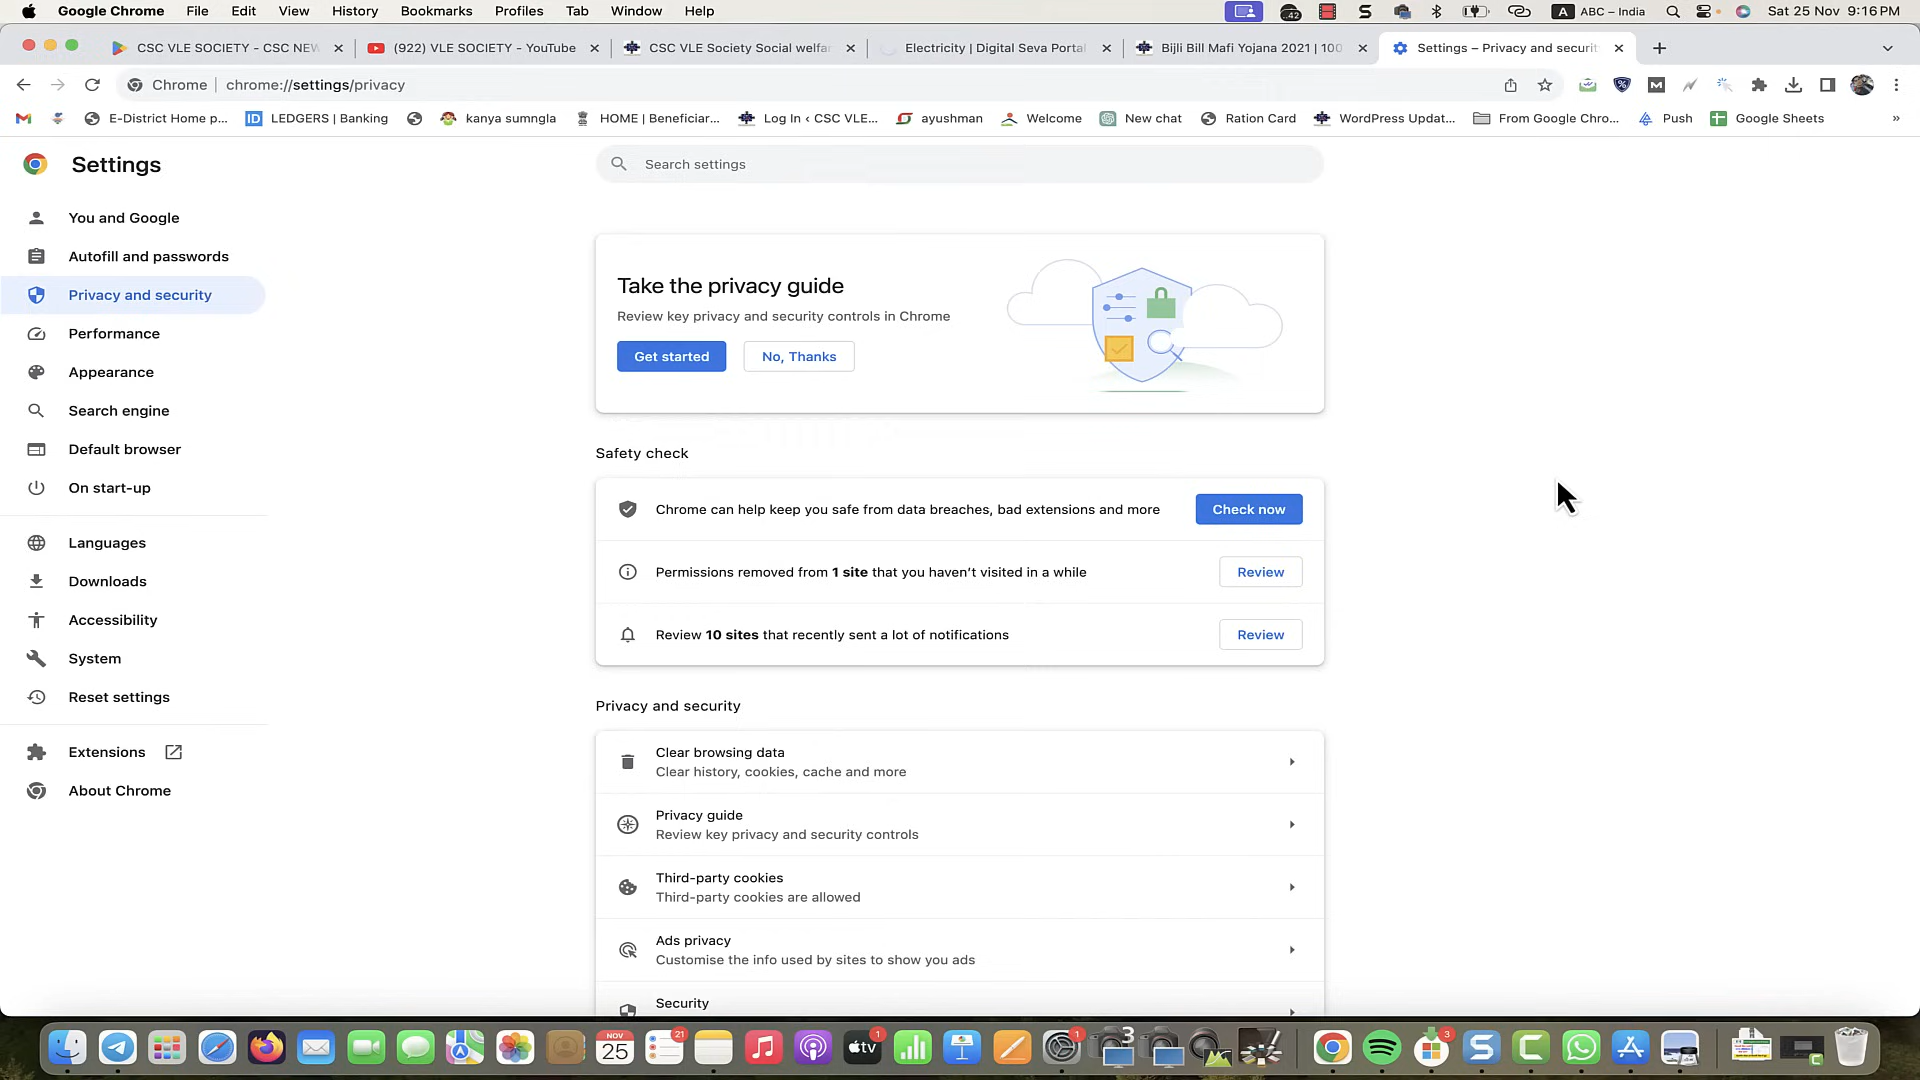 Google Chrome File Edit View History Bookmarks Profiles Tab Window Help .42 S A ABC – India Sat 25 Nov 9:16 PM
CSC VLE SOCIETY - CSC NEW (922) VLE SOCIETY - YouTube CSC VLE Society Social welfa Electricity | Digital Seva Portal Bijli Bill Mafi Yojana 2021 | 100 Settings – Privacy and securit
Chrome chrome://settings/privacy
E-District Home p... LEDGERS | Banking kanya sumngla HOME | Beneficiar... Log In ‹ CSC VLE... ayushman Welcome New chat Ration Card WordPress Updat... From Google Chro... Push Google Sheets »
Settings
Search settings
You and Google
Autofill and passwords
Privacy and security
Performance
Appearance
Search engine
Default browser
On start-up
Languages
Downloads
Accessibility
System
Reset settings
Extensions
About Chrome
Take the privacy guide
Review key privacy and security controls in Chrome
Get started No, Thanks
Safety check
Chrome can help keep you safe from data breaches, bad extensions and more Check now
Permissions removed from 1 site that you haven’t visited in a while Review
Review 10 sites that recently sent a lot of notifications Review
Privacy and security
Clear browsing data
Clear history, cookies, cache and more
Privacy guide
Review key privacy and security controls
Third-party cookies
Third-party cookies are allowed
Ads privacy
Customise the info used by sites to show you ads
Security
NOV
25
21
tv
1
1
3
3